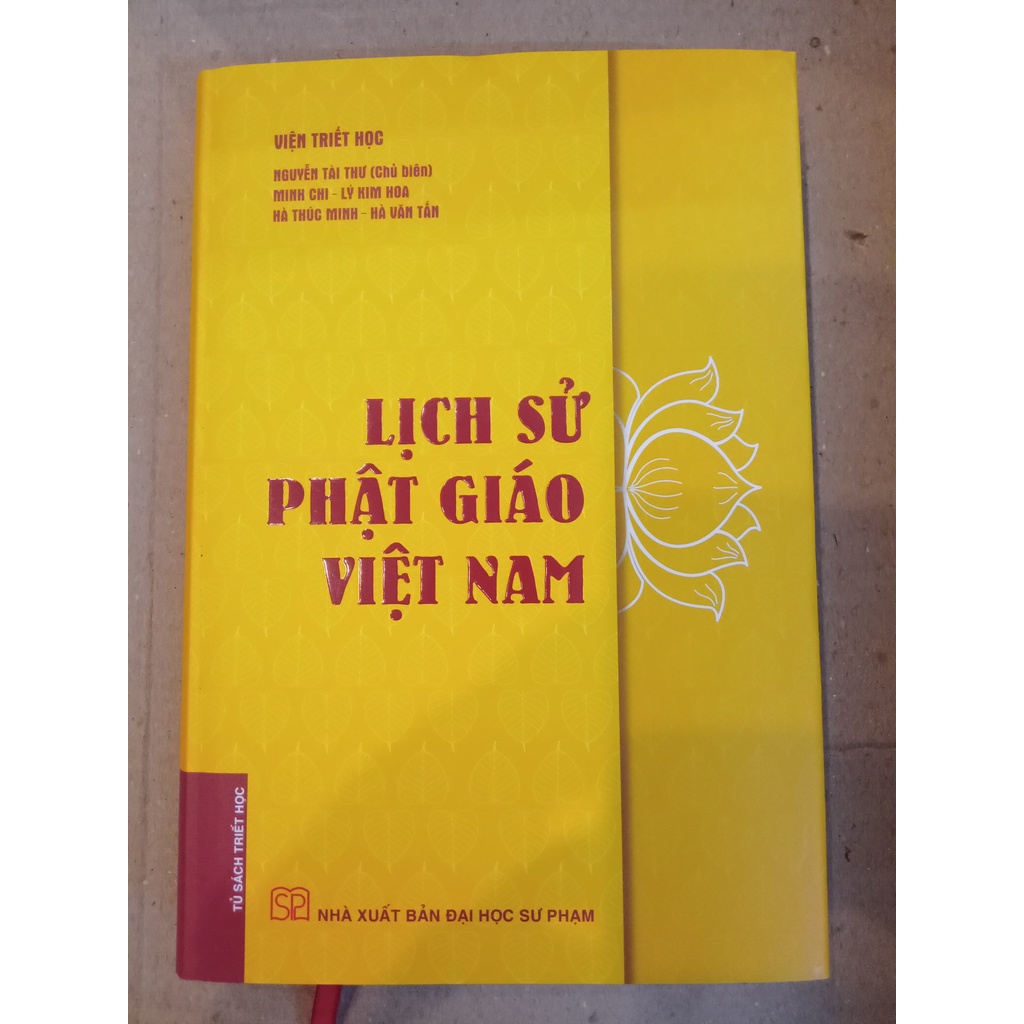 VIỆN TRIẾT HỌC
NGUYỄN TÀI THƯ (Chủ biên)
MINH CHI - LÝ KIM HOA
HÀ THÚC MINH - HÀ VĂN TẤN
LỊCH SỬ
PHẬT GIÁO
VIỆT NAM
TỦ SÁCH TRIẾT HỌC
SP NHÀ XUẤT BẢN ĐẠI HỌC SƯ PHẠM